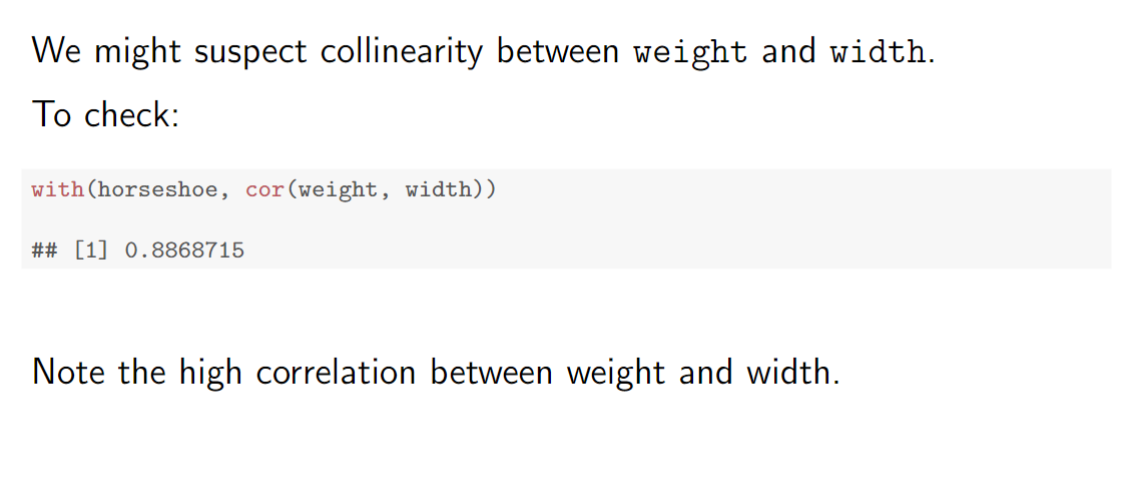 We might suspect collinearity between weight and width.
To check:
with(horseshoe, cor(weight, width))
## [1] 0.8868715
Note the high correlation between weight and width.